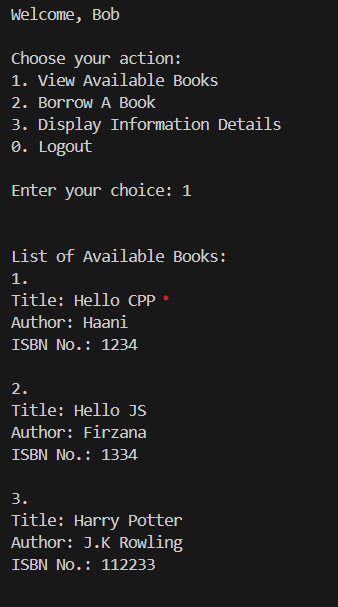 Welcome, Bob
Choose your action:
1. View Available Books
2. Borrow A Book
3. Display Information Details
0. Logout
Enter your choice: 1
List of Available Books:
1.
Title: Hello CPP
Author: Haani
ISBN No.: 1234
2.
Title: Hello JS
Author: Firzana
ISBN No.: 1334
3.
Title: Harry Potter
Author: J.K Rowling
ISBN No.: 112233